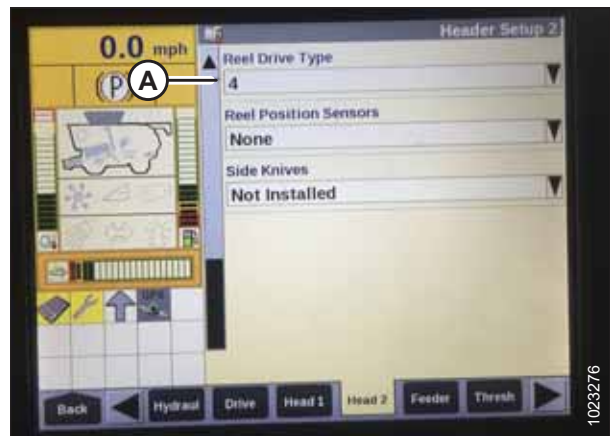 0.0 mph
Header Setup 2
(P)
A
Reel Drive Type
4
Reel Position Sensors
None
Side Knives
Not Installed
GPS
Back
Hydraul
Drive
Head 1
Head 2
Feeder
Thresh
1023276